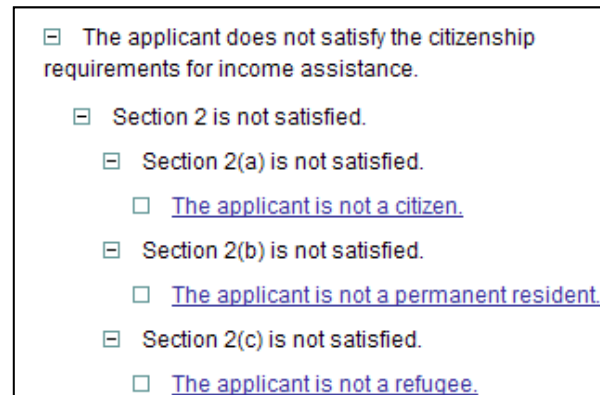 The applicant does not satisfy the citizenship
requirements for income assistance.
Section 2 is not satisfied.
Section 2(a) is not satisfied.
The applicant is not a citizen.
Section 2(b) is not satisfied.
The applicant is not a permanent resident.
Section 2(c) is not satisfied.
The applicant is not a refugee.